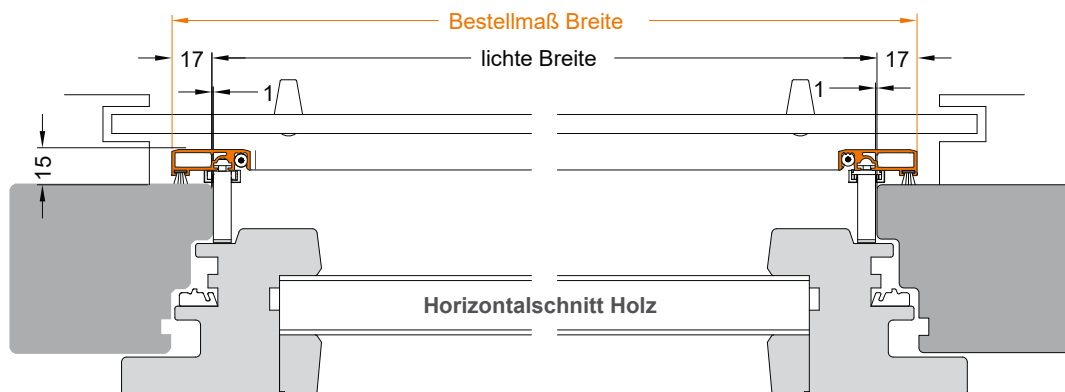 Bestellmaß Breite
17 lichte Breite 17
1 1
15
Horizontalschnitt Holz